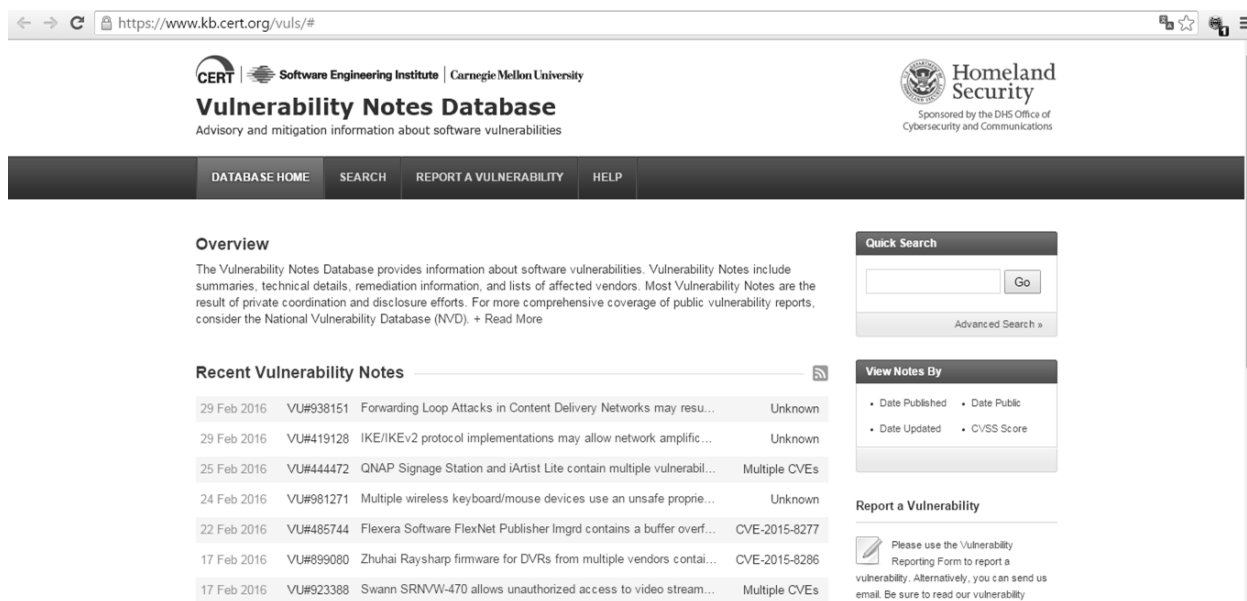 https://www.kb.cert.org/vuls/#
CERT Software Engineering Institute Carnegie Mellon University
Vulnerability Notes Database
Advisory and mitigation information about software vulnerabilities
Homeland
Security
Sponsored by the DHS Office of
Cybersecurity and Communications
DATABASE HOME SEARCH REPORT A VULNERABILITY HELP
Overview
The Vulnerability Notes Database provides information about software vulnerabilities. Vulnerability Notes include
summaries, technical details, remediation information, and lists of affected vendors. Most Vulnerability Notes are the
result of private coordination and disclosure efforts. For more comprehensive coverage of public vulnerability reports,
consider the National Vulnerability Database (NVD). + Read More
Recent Vulnerability Notes
29 Feb 2016 VU#938151 Forwarding Loop Attacks in Content Delivery Networks may resu... Unknown
29 Feb 2016 VU#419128 IKE/IKEv2 protocol implementations may allow network amplific... Unknown
25 Feb 2016 VU#444472 QNAP Signage Station and iArtist Lite contain multiple vulnerabil... Multiple CVEs
24 Feb 2016 VU#981271 Multiple wireless keyboard/mouse devices use an unsafe proprie... Unknown
22 Feb 2016 VU#485744 Flexera Software FlexNet Publisher lmgrd contains a buffer overf... CVE-2015-8277
17 Feb 2016 VU#899080 Zhuhai Raysharp firmware for DVRs from multiple vendors contai... CVE-2015-8286
17 Feb 2016 VU#923388 Swann SRNVW-470 allows unauthorized access to video stream... Multiple CVEs
Quick Search
Go
Advanced Search »
View Notes By
• Date Published • Date Public
• Date Updated • CVSS Score
Report a Vulnerability
Please use the Vulnerability
Reporting Form to report a
vulnerability. Alternatively, you can send us
email. Be sure to read our vulnerability